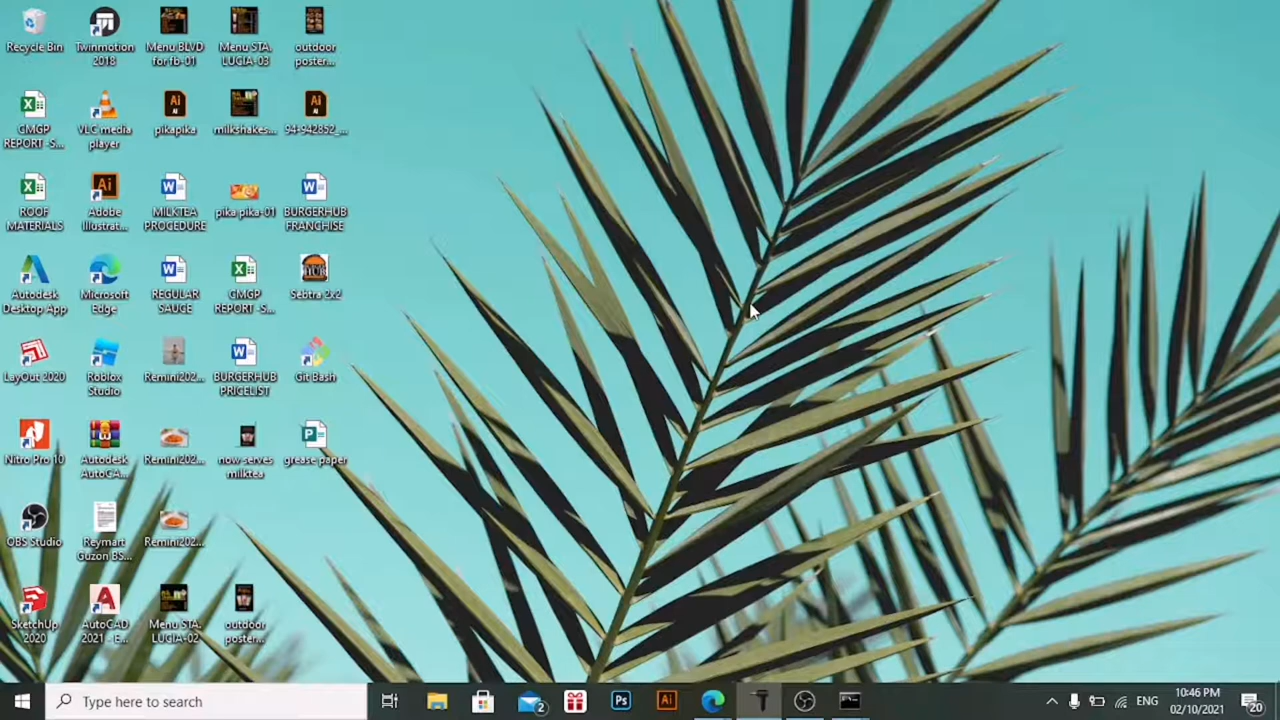 Recycle Bin
Twinmotion
2018
Menu BLVD
for fb-01
Menu STA.
LUCIA-03
outdoor
poster...
CMGP
REPORT -S...
VLC media
player
pikapika
milkshakes...
94-942852_...
ROOF
MATERIALS
Adobe
Illustrat...
MILKTEA
PROCEDURE
pika pika-01
BURGERHUB
FRANCHISE
Autodesk
Desktop App
Microsoft
Edge
REGULAR
SAUCE
CMGP
REPORT -S...
Sebtra 2x2
LayOut 2020
Roblox
Studio
Remini202...
BURGERHUB
PRICELIST
Git Bash
Nitro Pro 10
Autodesk
AutoCA...
Remini202...
now serves
milktea
grease paper
OBS Studio
Reymart
Guzon BS...
Remini202...
SketchUp
2020
AutoCAD
2021 - E...
Menu STA.
LUGIA-02
outdoor
poster...
Type here to search
2
Ps
Ai
ENG
10:46 PM
02/10/2021
20